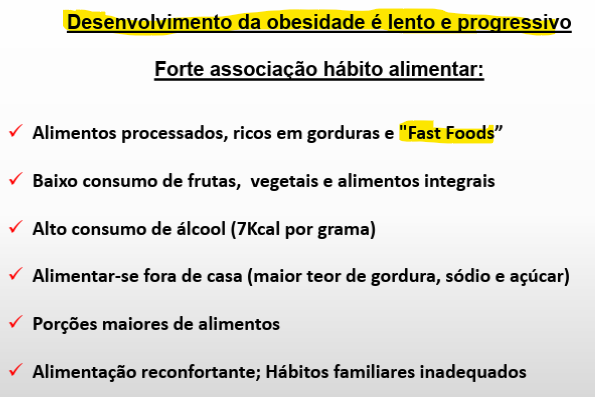 Desenvolvimento da obesidade é lento e progressivo
Forte associação hábito alimentar:
✓ Alimentos processados, ricos em gorduras e "Fast Foods”
✓ Baixo consumo de frutas, vegetais e alimentos integrais
✓ Alto consumo de álcool (7Kcal por grama)
✓ Alimentar-se fora de casa (maior teor de gordura, sódio e açúcar)
✓ Porções maiores de alimentos
✓ Alimentação reconfortante; Hábitos familiares inadequados